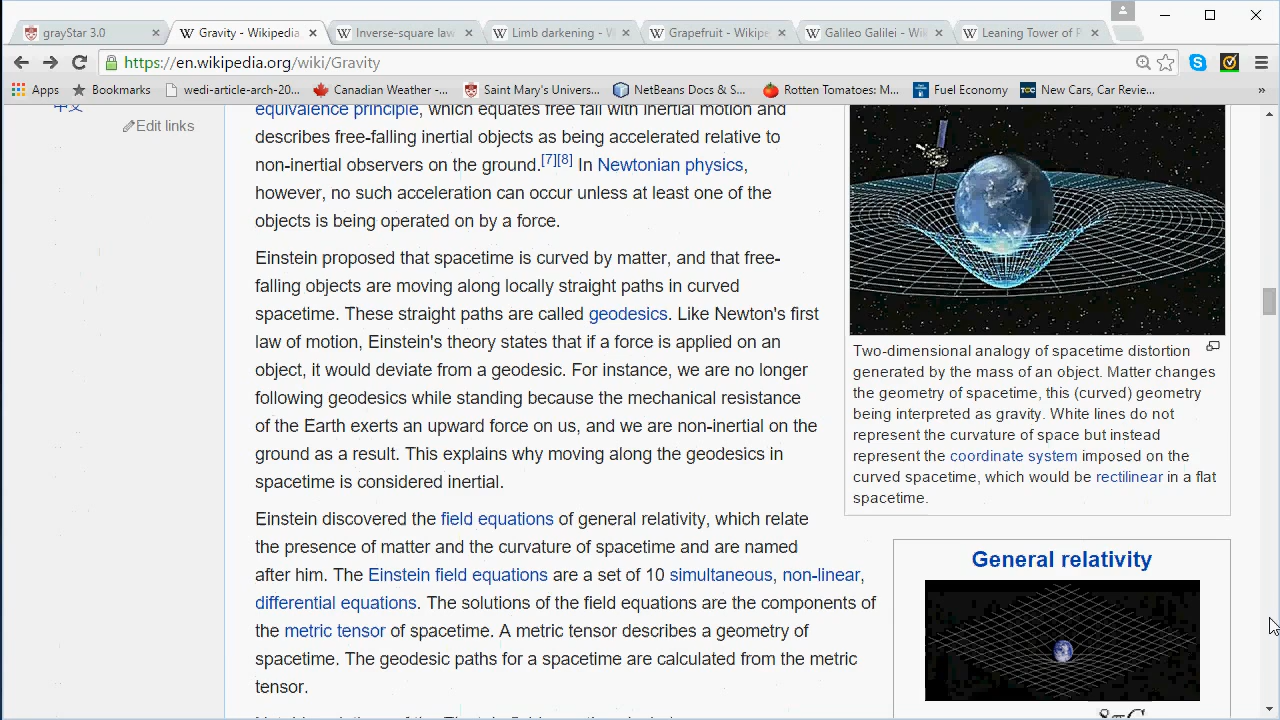 grayStar 3.0
Gravity - Wikipedia
Inverse-square law
Limb darkening - W
Grapefruit - Wikipe
Galileo Galilei - Wik
Leaning Tower of P
https://en.wikipedia.org/wiki/Gravity
Apps
Bookmarks
wedi-article-arch-20...
Canadian Weather -...
Saint Mary's Univers...
NetBeans Docs & S...
Rotten Tomatoes: M...
Fuel Economy
TCC
New Cars, Car Revie...
»
中文
Edit links
equivalence principle, which equates free fall with inertial motion and
describes free-falling inertial objects as being accelerated relative to
non-inertial observers on the ground.[7][8] In Newtonian physics,
however, no such acceleration can occur unless at least one of the
objects is being operated on by a force.
Einstein proposed that spacetime is curved by matter, and that free-
falling objects are moving along locally straight paths in curved
spacetime. These straight paths are called geodesics. Like Newton's first
law of motion, Einstein's theory states that if a force is applied on an
object, it would deviate from a geodesic. For instance, we are no longer
following geodesics while standing because the mechanical resistance
of the Earth exerts an upward force on us, and we are non-inertial on the
ground as a result. This explains why moving along the geodesics in
spacetime is considered inertial.
Einstein discovered the field equations of general relativity, which relate
the presence of matter and the curvature of spacetime and are named
after him. The Einstein field equations are a set of 10 simultaneous, non-linear,
differential equations. The solutions of the field equations are the components of
the metric tensor of spacetime. A metric tensor describes a geometry of
spacetime. The geodesic paths for a spacetime are calculated from the metric
tensor.
Two-dimensional analogy of spacetime distortion
generated by the mass of an object. Matter changes
the geometry of spacetime, this (curved) geometry
being interpreted as gravity. White lines do not
represent the curvature of space but instead
represent the coordinate system imposed on the
curved spacetime, which would be rectilinear in a flat
spacetime.
General relativity